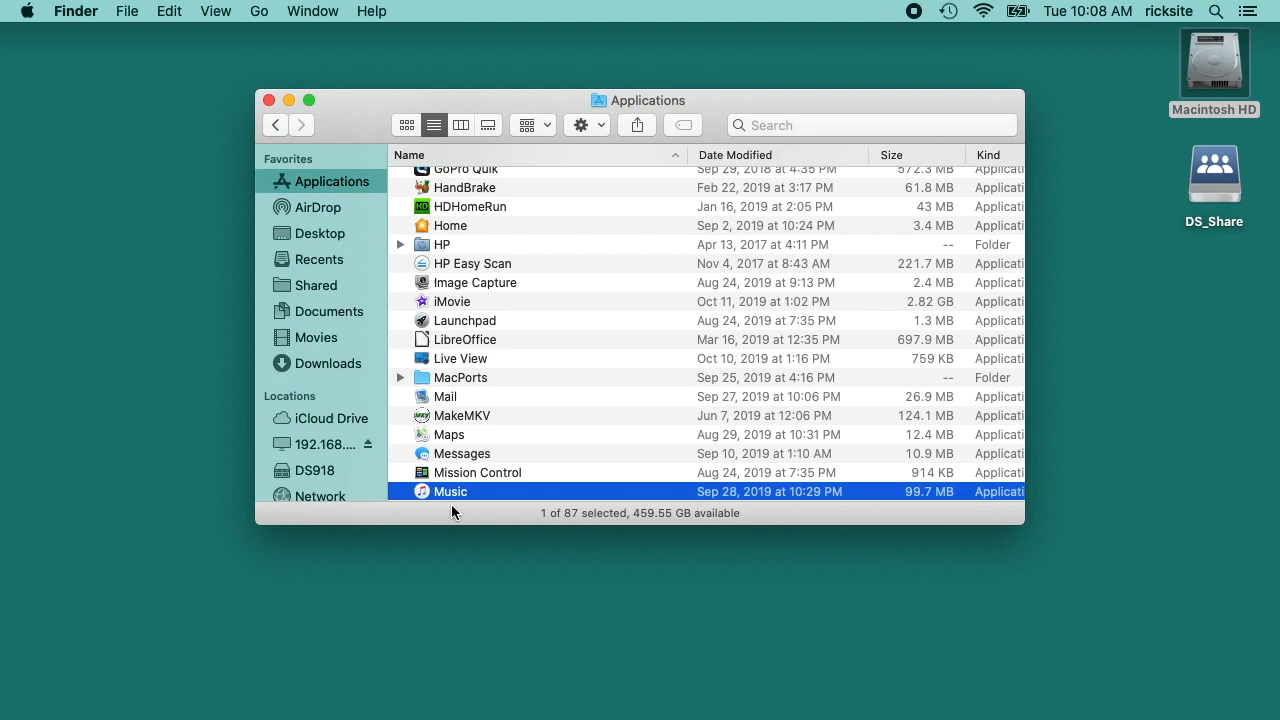 Finder File Edit View Go Window Help Tue 10:08 AM ricksite
Macintosh HD
DS_Share
Applications
Search
Favorites
Applications
AirDrop
Desktop
Recents
Shared
Documents
Movies
Downloads
Locations
iCloud Drive
192.168....
DS918
Network
Name Date Modified Size Kind
GoPro Quik Sep 29, 2018 at 4:35 PM 572.3 MB Applicati
HandBrake Feb 22, 2019 at 3:17 PM 61.8 MB Applicati
HD HDHomeRun Jan 16, 2019 at 2:05 PM 43 MB Applicati
Home Sep 2, 2019 at 10:24 PM 3.4 MB Applicati
HP Apr 13, 2017 at 4:11 PM -- Folder
HP Easy Scan Nov 4, 2017 at 8:43 AM 221.7 MB Applicati
Image Capture Aug 24, 2019 at 9:13 PM 2.4 MB Applicati
iMovie Oct 11, 2019 at 1:02 PM 2.82 GB Applicati
Launchpad Aug 24, 2019 at 7:35 PM 1.3 MB Applicati
LibreOffice Mar 16, 2019 at 12:35 PM 697.9 MB Applicati
Live View Oct 10, 2019 at 1:16 PM 759 KB Applicati
MacPorts Sep 25, 2019 at 4:16 PM -- Folder
Mail Sep 27, 2019 at 10:06 PM 26.9 MB Applicati
MakeMKV Jun 7, 2019 at 12:06 PM 124.1 MB Applicati
Maps Aug 29, 2019 at 10:31 PM 12.4 MB Applicati
Messages Sep 10, 2019 at 1:10 AM 10.9 MB Applicati
Mission Control Aug 24, 2019 at 7:35 PM 914 KB Applicati
Music Sep 28, 2019 at 10:29 PM 99.7 MB Applicati
1 of 87 selected, 459.55 GB available